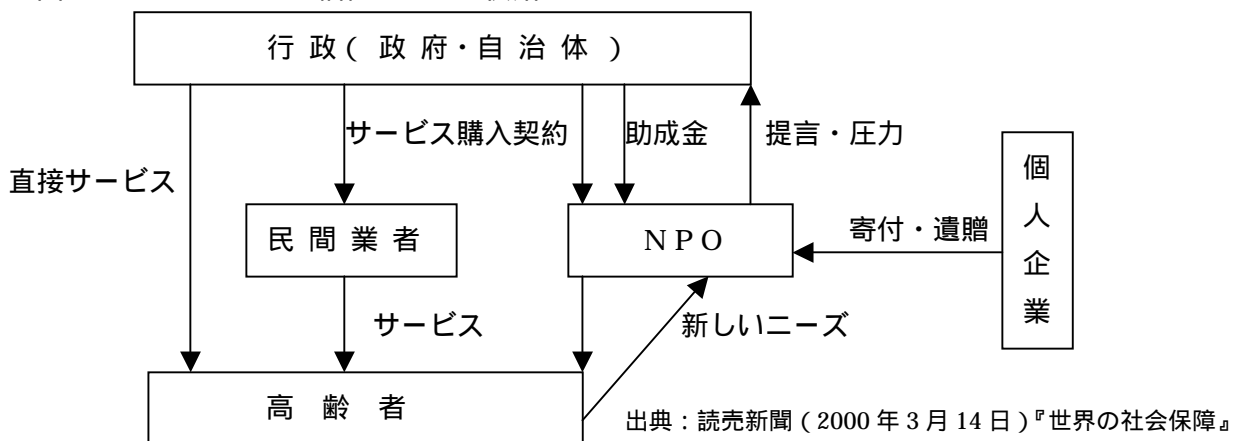 行政(政府・自治体)
サービス購入契約
助成金
提言・圧力
直接サービス
個人企業
民間業者
NPO
寄付・遺贈
サービス
新しいニーズ
高齢者
出典：読売新聞(2000年3月14日)『世界の社会保障』